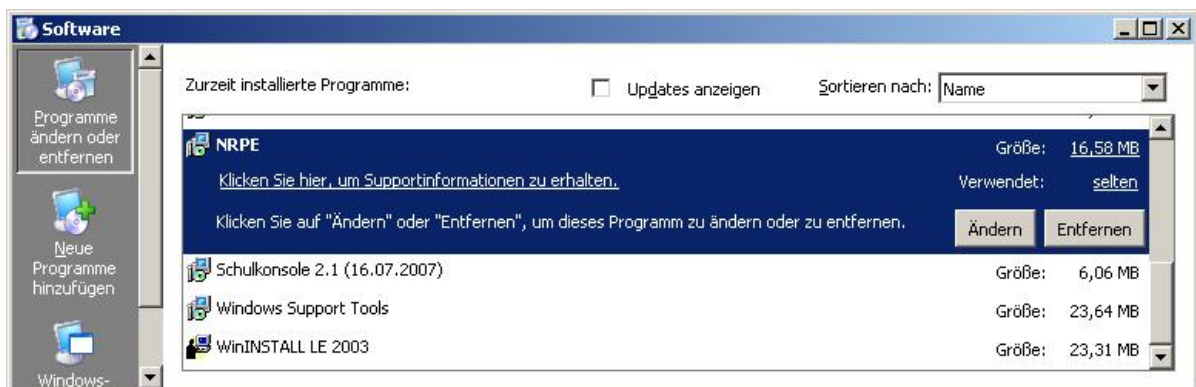 Software
Programme
ändern oder
entfernen
Neue
Programme
hinzufügen
Windows-
Zurzeit installierte Programme:
Updates anzeigen
Sortieren nach: Name
NRPE Größe: 16,58 MB
Klicken Sie hier, um Supportinformationen zu erhalten. Verwendet: selten
Klicken Sie auf "Ändern" oder "Entfernen", um dieses Programm zu ändern oder zu entfernen. Ändern Entfernen
Schulkonsole 2.1 (16.07.2007) Größe: 6,06 MB
Windows Support Tools Größe: 23,64 MB
WinINSTALL LE 2003 Größe: 23,31 MB